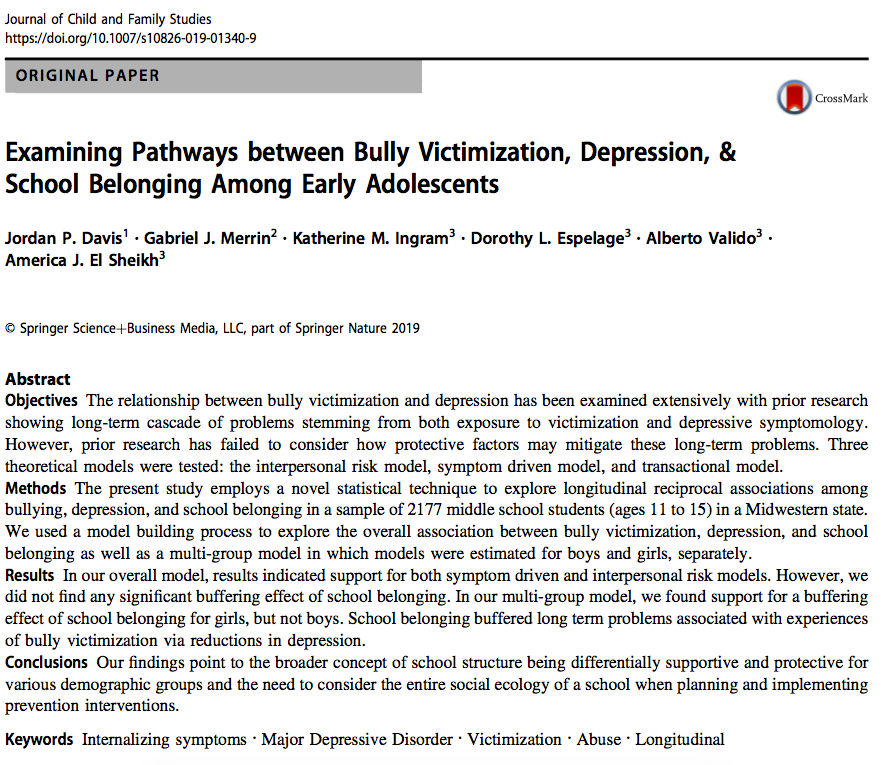 Journal of Child and Family Studies
https://doi.org/10.1007/s10826-019-01340-9
ORIGINAL PAPER
CrossMark
Examining Pathways between Bully Victimization, Depression, &
School Belonging Among Early Adolescents
Jordan P. Davis1 · Gabriel J. Merrin2 · Katherine M. Ingram3 · Dorothy L. Espelage3 · Alberto Valido3 ·
America J. El Sheikh3
© Springer Science+Business Media, LLC, part of Springer Nature 2019
Abstract
Objectives The relationship between bully victimization and depression has been examined extensively with prior research
showing long-term cascade of problems stemming from both exposure to victimization and depressive symptomology.
However, prior research has failed to consider how protective factors may mitigate these long-term problems. Three
theoretical models were tested: the interpersonal risk model, symptom driven model, and transactional model.
Methods The present study employs a novel statistical technique to explore longitudinal reciprocal associations among
bullying, depression, and school belonging in a sample of 2177 middle school students (ages 11 to 15) in a Midwestern state.
We used a model building process to explore the overall association between bully victimization, depression, and school
belonging as well as a multi-group model in which models were estimated for boys and girls, separately.
Results In our overall model, results indicated support for both symptom driven and interpersonal risk models. However, we
did not find any significant buffering effect of school belonging. In our multi-group model, we found support for a buffering
effect of school belonging for girls, but not boys. School belonging buffered long term problems associated with experiences
of bully victimization via reductions in depression.
Conclusions Our findings point to the broader concept of school structure being differentially supportive and protective for
various demographic groups and the need to consider the entire social ecology of a school when planning and implementing
prevention interventions.
Keywords Internalizing symptoms · Major Depressive Disorder · Victimization · Abuse · Longitudinal